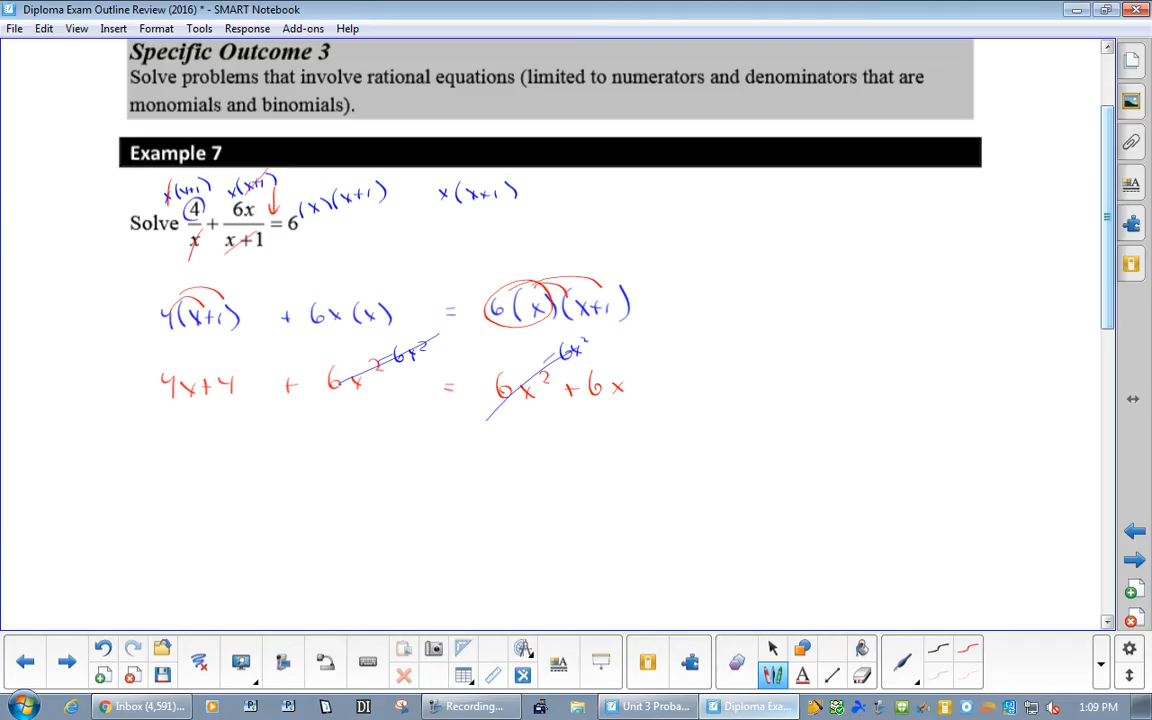 Diploma Exam Outline Review (2016) * - SMART Notebook
File Edit View Insert Format Tools Response Add-ons Help
Specific Outcome 3
Solve problems that involve rational equations (limited to numerators and denominators that are
monomials and binomials).
Example 7
x(x+1) x(x+1) (x)(x+1) x(x+1)
Solve 4/x + 6x/(x+1) = 6
4(x+1) + 6x(x) = 6(x)(x+1)
-6x² -6x²
4x+4 + 6x² = 6x² + 6x
A
Inbox (4,591)... DI Recording... Unit 3 Proba... Diploma Exa... 1:09 PM